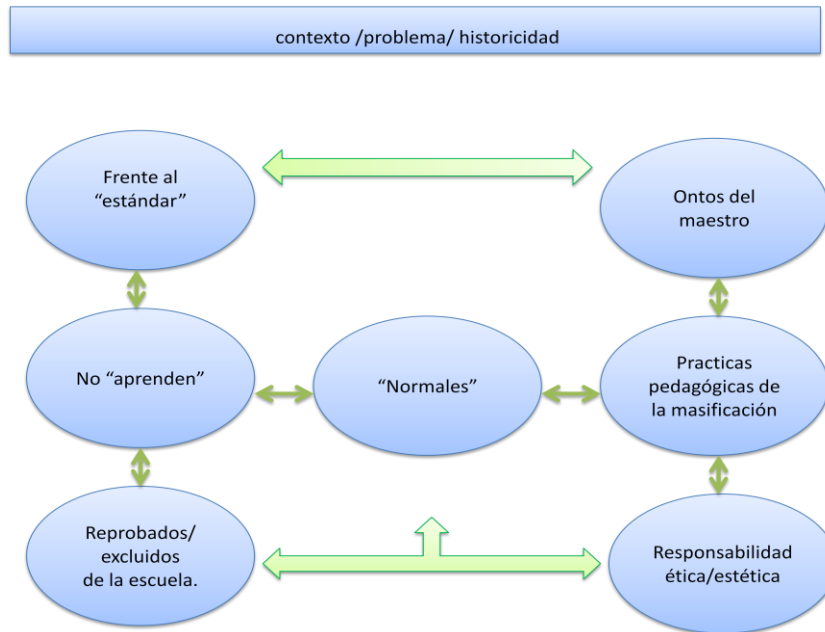 contexto /problema/ historicidad
Frente al
“estándar”
Ontos del
maestro
No “aprenden”
“Normales”
Practicas
pedagógicas de
la masificación
Reprobados/
excluidos
de la escuela.
Responsabilidad
ética/estética